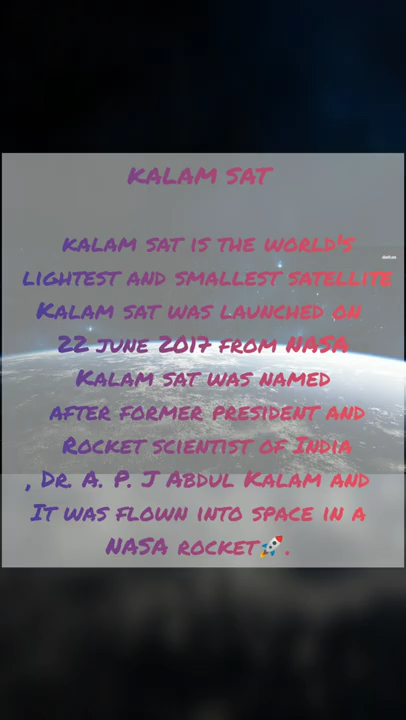 KALAM SAT
KALAM SAT IS THE WORLD'S
LIGHTEST AND SMALLEST SATELLITE
KALAM SAT WAS LAUNCHED ON
22 JUNE 2017 FROM NASA
KALAM SAT WAS NAMED
AFTER FORMER PRESIDENT AND
ROCKET SCIENTIST OF INDIA
, DR. A. P. J ABDUL KALAM AND
IT WAS FLOWN INTO SPACE IN A
NASA ROCKET🚀.